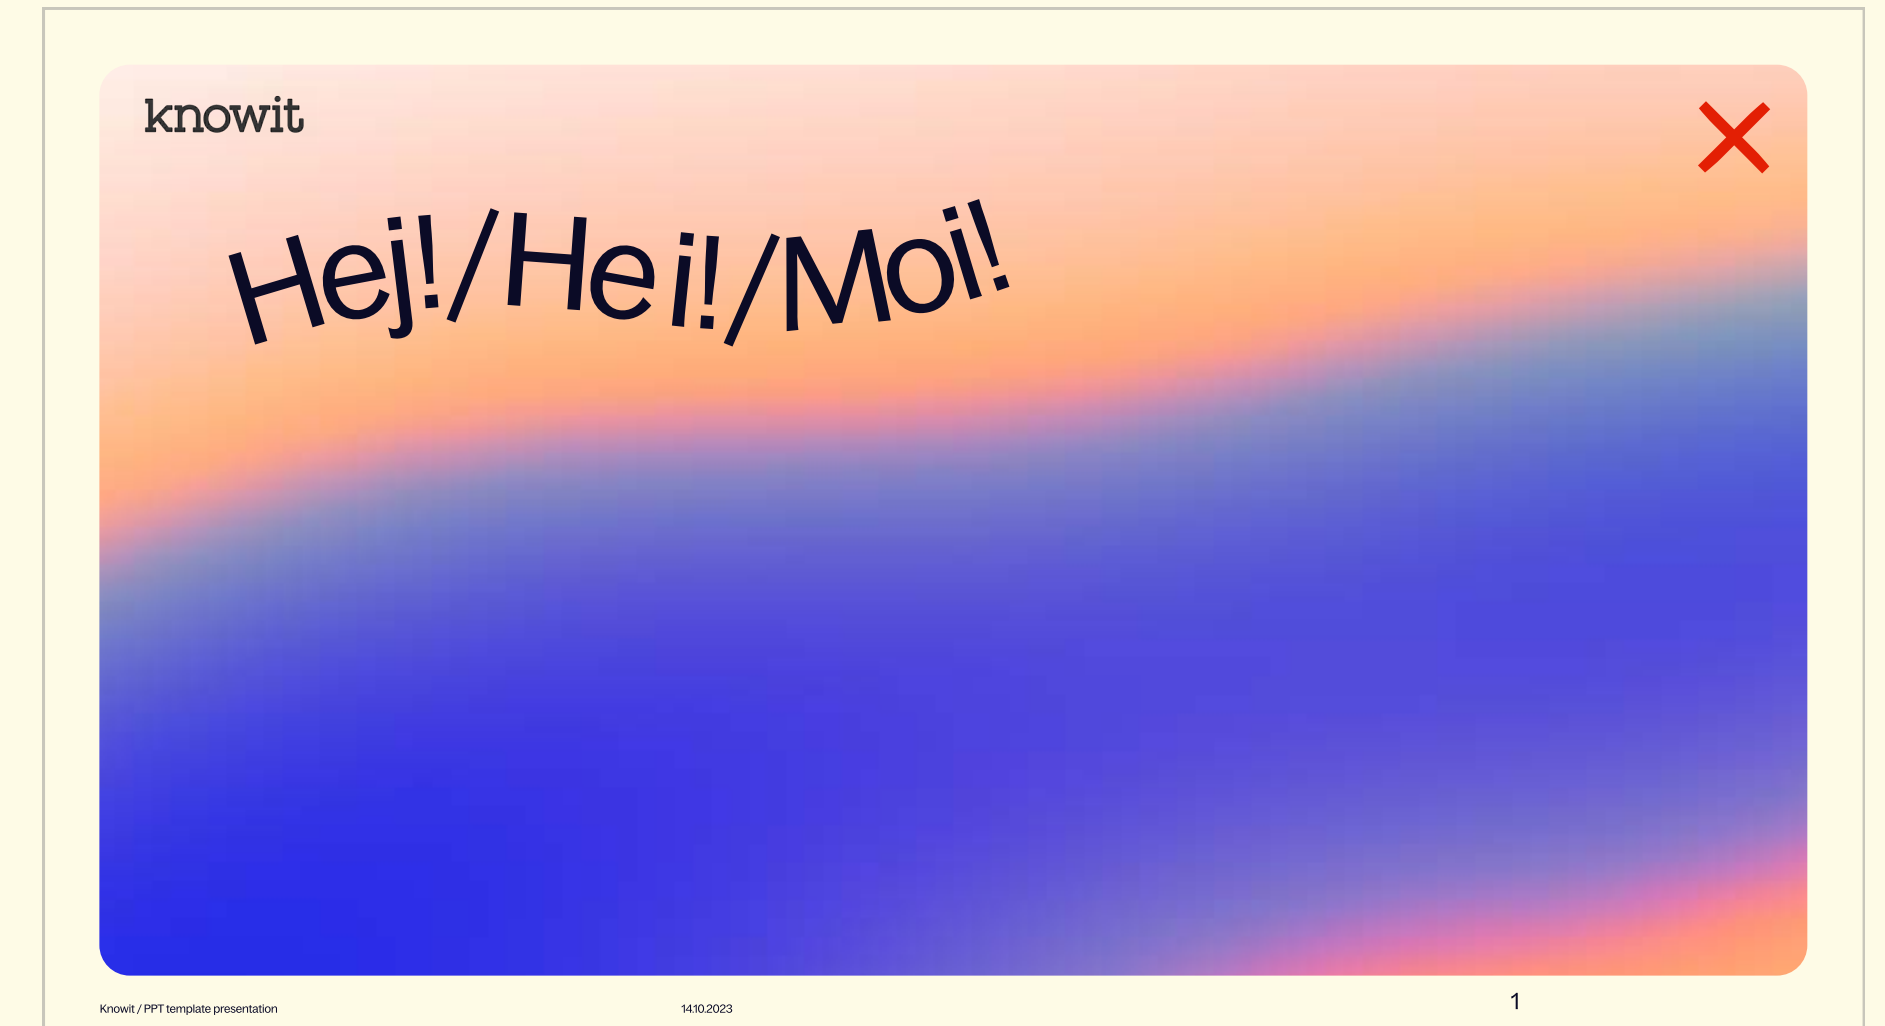 knowit
Hej!/Hei!/Moi!
Knowit / PPT template presentation
14.10.2023
1